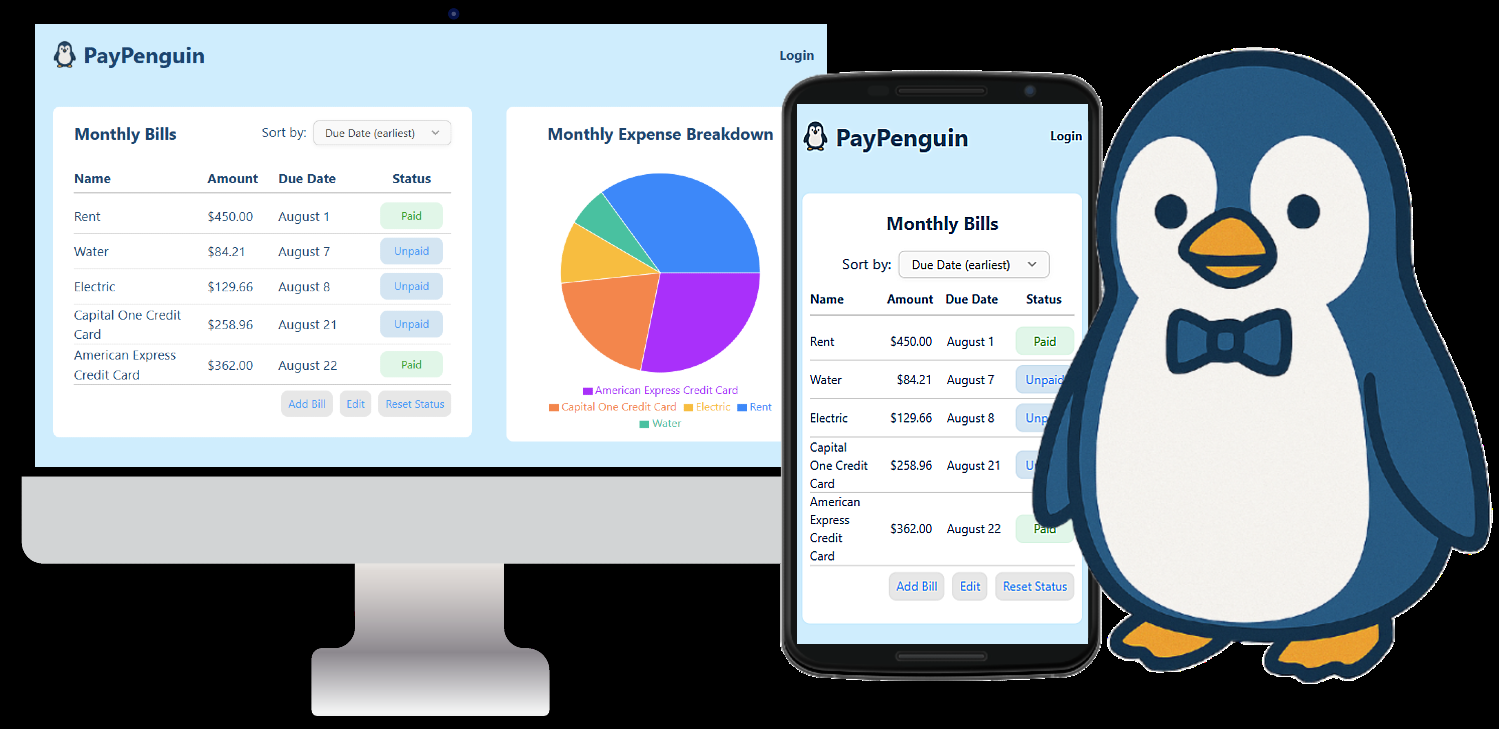 PayPenguin
Login
Monthly Bills
Sort by: Due Date (earliest)
Name Amount Due Date Status
Rent $450.00 August 1 Paid
Water $84.21 August 7 Unpaid
Electric $129.66 August 8 Unpaid
Capital One Credit
Card $258.96 August 21 Unpaid
American Express
Credit Card $362.00 August 22 Paid
Add Bill Edit Reset Status
Monthly Expense Breakdown
American Express Credit Card
Capital One Credit Card Electric Rent
Water
PayPenguin
Login
Monthly Bills
Sort by: Due Date (earliest)
Name Amount Due Date Status
Rent $450.00 August 1 Paid
Water $84.21 August 7 Unpaid
Electric $129.66 August 8 Unp
Capital
One Credit $258.96 August 21 U
Card
American
Express
$362.00 August 22 Paid
Credit
Card
Add Bill Edit Reset Status